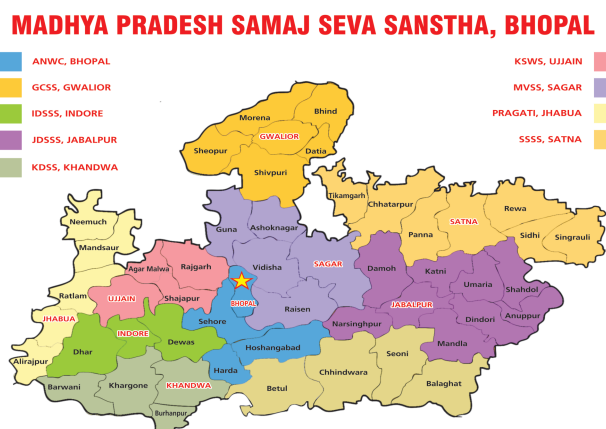 MADHYA PRADESH SAMAJ SEVA SANSTHA, BHOPAL
ANWC, BHOPAL
KSWS, UJJAIN
GCSS, GWALIOR
MVSS, SAGAR
IDSSS, INDORE
PRAGATI, JHABUA
JDSSS, JABALPUR
SSSS, SATNA
KDSS, KHANDWA
Bhind
Morena
GWALIOR
Sheopur
Datia
Shivpuri
Tikamgarh
Chhatarpur
Rewa
Neemuch
Guna
Ashoknagar
SATNA
Panna
Sidhi
Singrauli
Mansaur
Agar Malwa
Rajgarh
Vidisha
SAGAR
Damoh
Katni
Umaria
Shahdol
Ratlam
UJJAIN
Shajapur
BHOPAL
Raisen
JABALPUR
JHABUA
Sehore
Narsinghpur
Dindori
Anuppur
INDORE
Dewas
Hoshangabad
Mandla
Alirajpur
Dhar
Seoni
Harda
Chhindwara
Barwani
Khargone
KHANDWA
Betul
Balaghat
Burhanpur